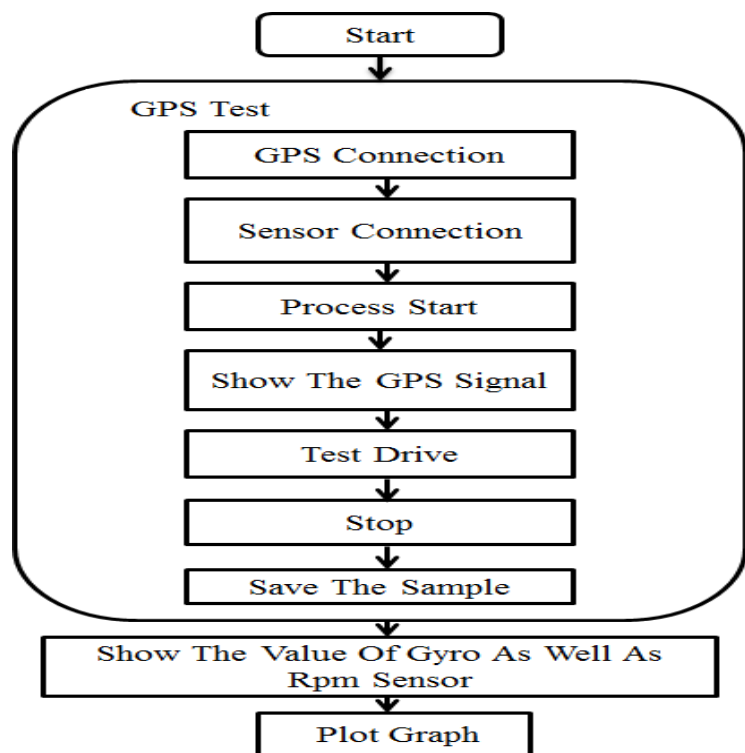 Start
GPS Test
GPS Connection
Sensor Connection
Process Start
Show The GPS Signal
Test Drive
Stop
Save The Sample
Show The Value Of Gyro As Well As
Rpm Sensor
Plot Graph